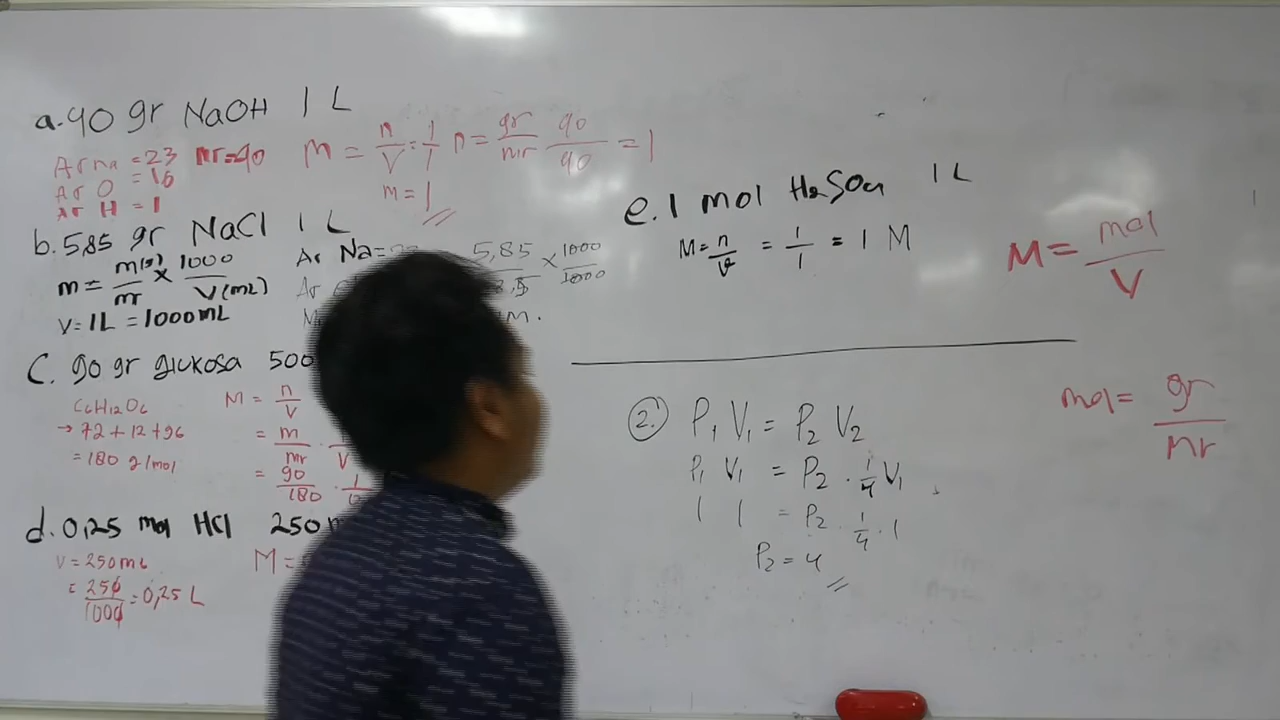 a. 40 gr NaOH 1 L
Ar Na = 23 mr = 40
Ar O = 16
Ar H = 1
M = n/V = 1/1 n = gr/mr 40/40 = 1
m = 1
b. 5,85 gr NaCl 1 L
m = m(g)/mr × 1000/V(mL)
V = 1L = 1000 mL
Ar Na =
5,85 × 1000/1000
Ar
M
C. 90 gr glukosa 500
C6H12O6
→ 72 + 12 + 96
= 180 g/mol
M = n/V
= m/mr · 1/V
= 90/180 · 1/
d. 0,25 mol HCl 250
V = 250 mL
= 250/1000 = 0,25 L
M =
e. 1 mol H2SO4 1 L
M = n/V = 1/1 = 1 M
2. P1 V1 = P2 V2
P1 V1 = P2 · 1/4 V1
1 1 = P2 · 1/4 · 1
P2 = 4
M = mol/V
mol = gr/mr